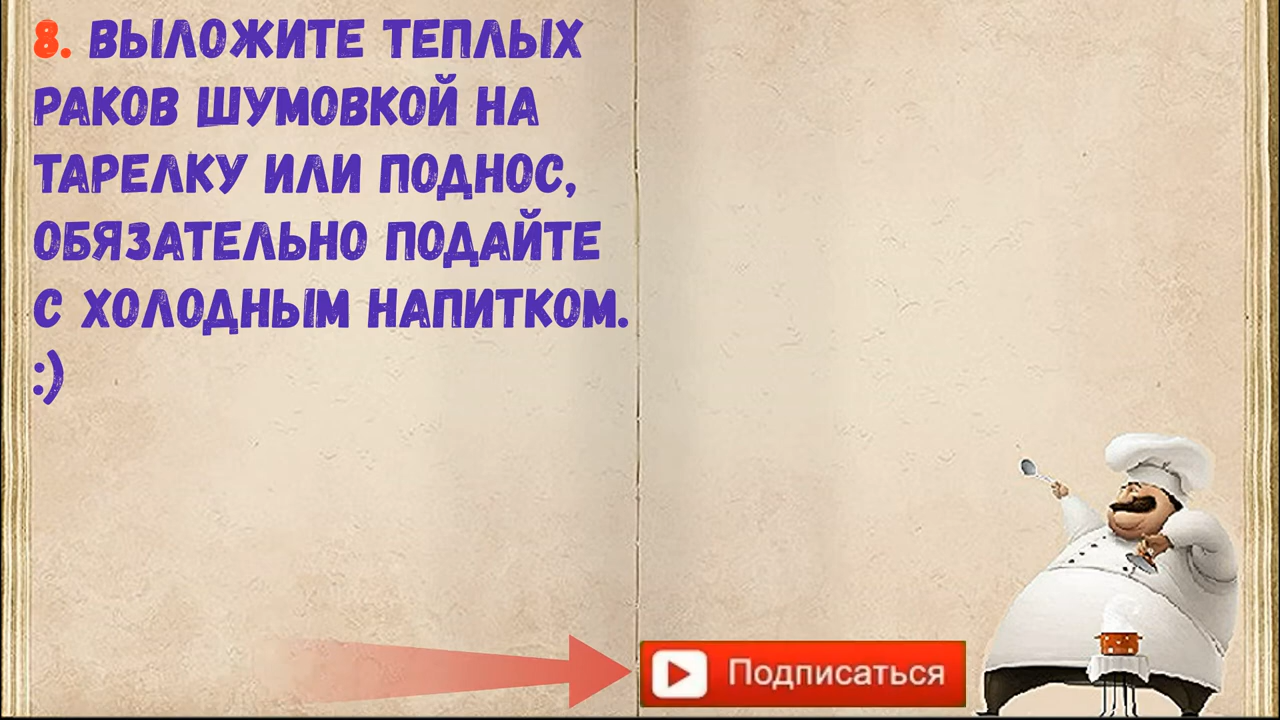 8. ВЫЛОЖИТЕ ТЕПЛЫХ
РАКОВ ШУМОВКОЙ НА
ТАРЕЛКУ ИЛИ ПОДНОС,
ОБЯЗАТЕЛЬНО ПОДАЙТЕ
С ХОЛОДНЫМ НАПИТКОМ.
:)
Подписаться